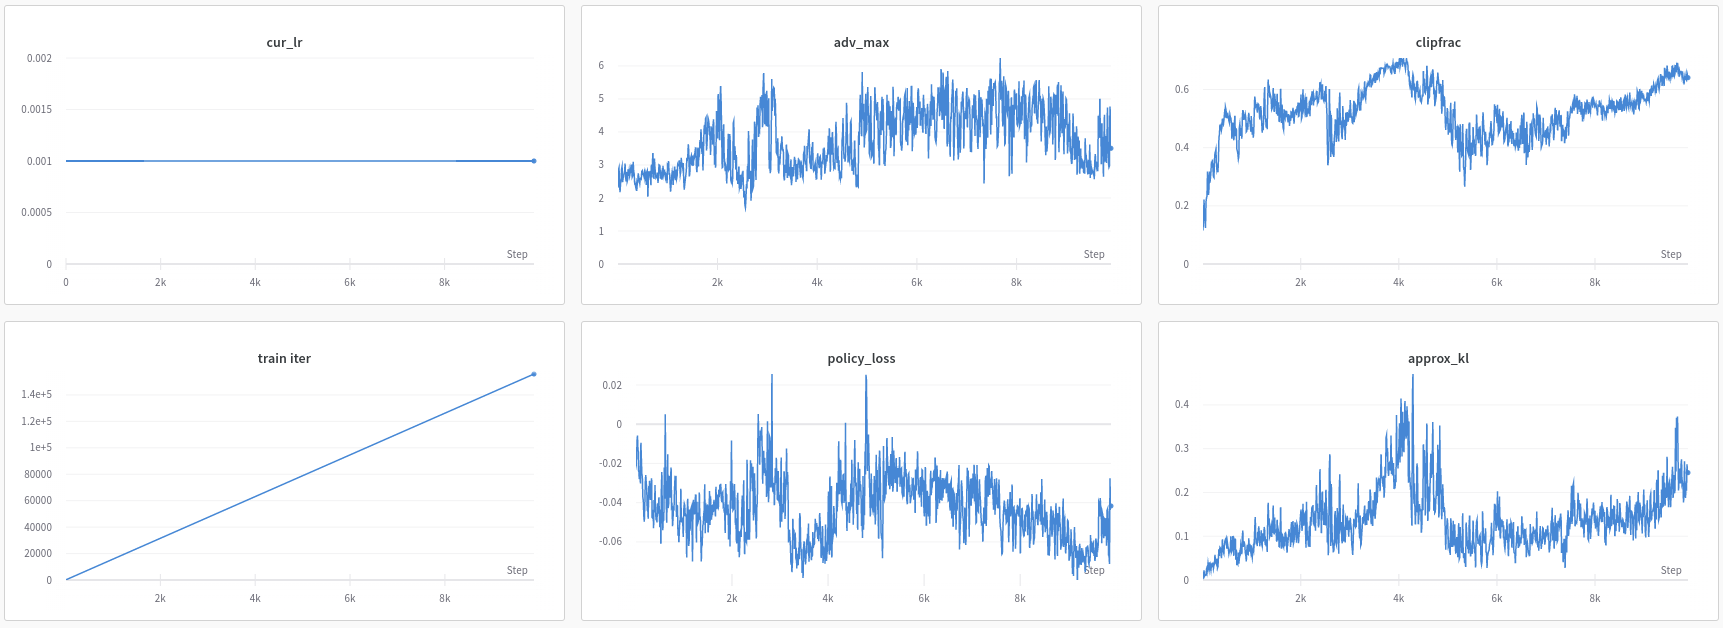 cur_lr
0.002
0.0015
0.001
0.0005
0
Step
0 2k 4k 6k 8k
adv_max
6
5
4
3
2
1
0
Step
2k 4k 6k 8k
clipfrac
0.6
0.4
0.2
0
Step
2k 4k 6k 8k
train iter
1.4e+5
1.2e+5
1e+5
80000
60000
40000
20000
0
Step
2k 4k 6k 8k
policy_loss
0.02
0
-0.02
-0.04
-0.06
Step
2k 4k 6k 8k
approx_kl
0.4
0.3
0.2
0.1
0
Step
2k 4k 6k 8k